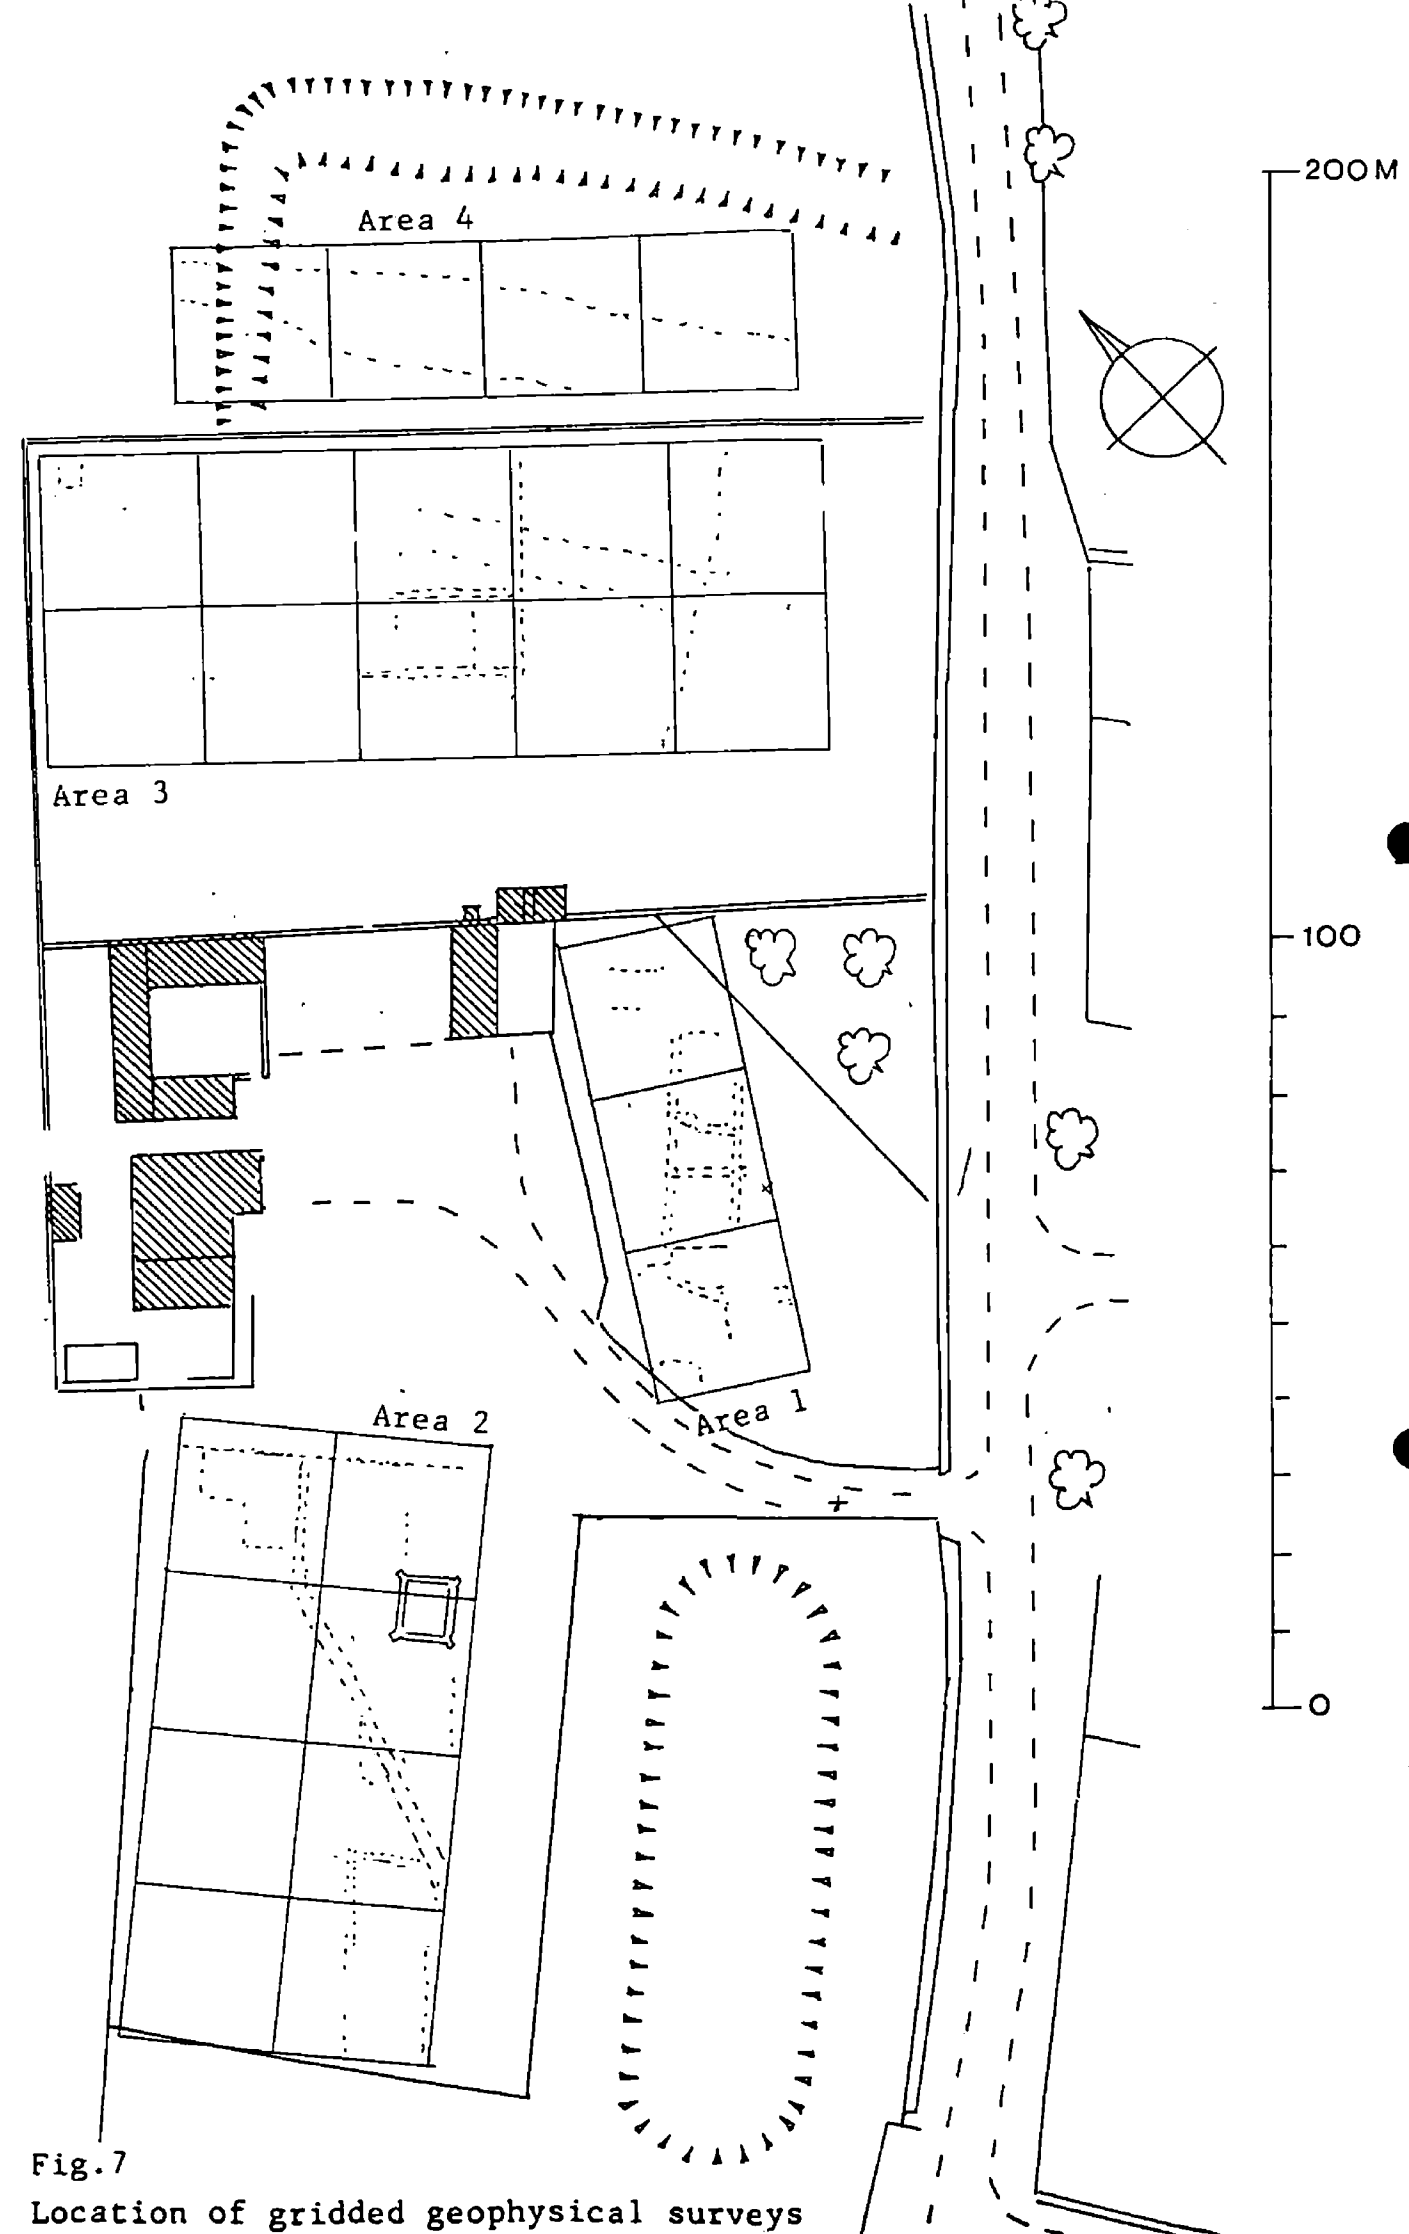 Area 4
200M
Area 3
100
Area 2
Area 1
0
Fig.7
Location of gridded geophysical surveys